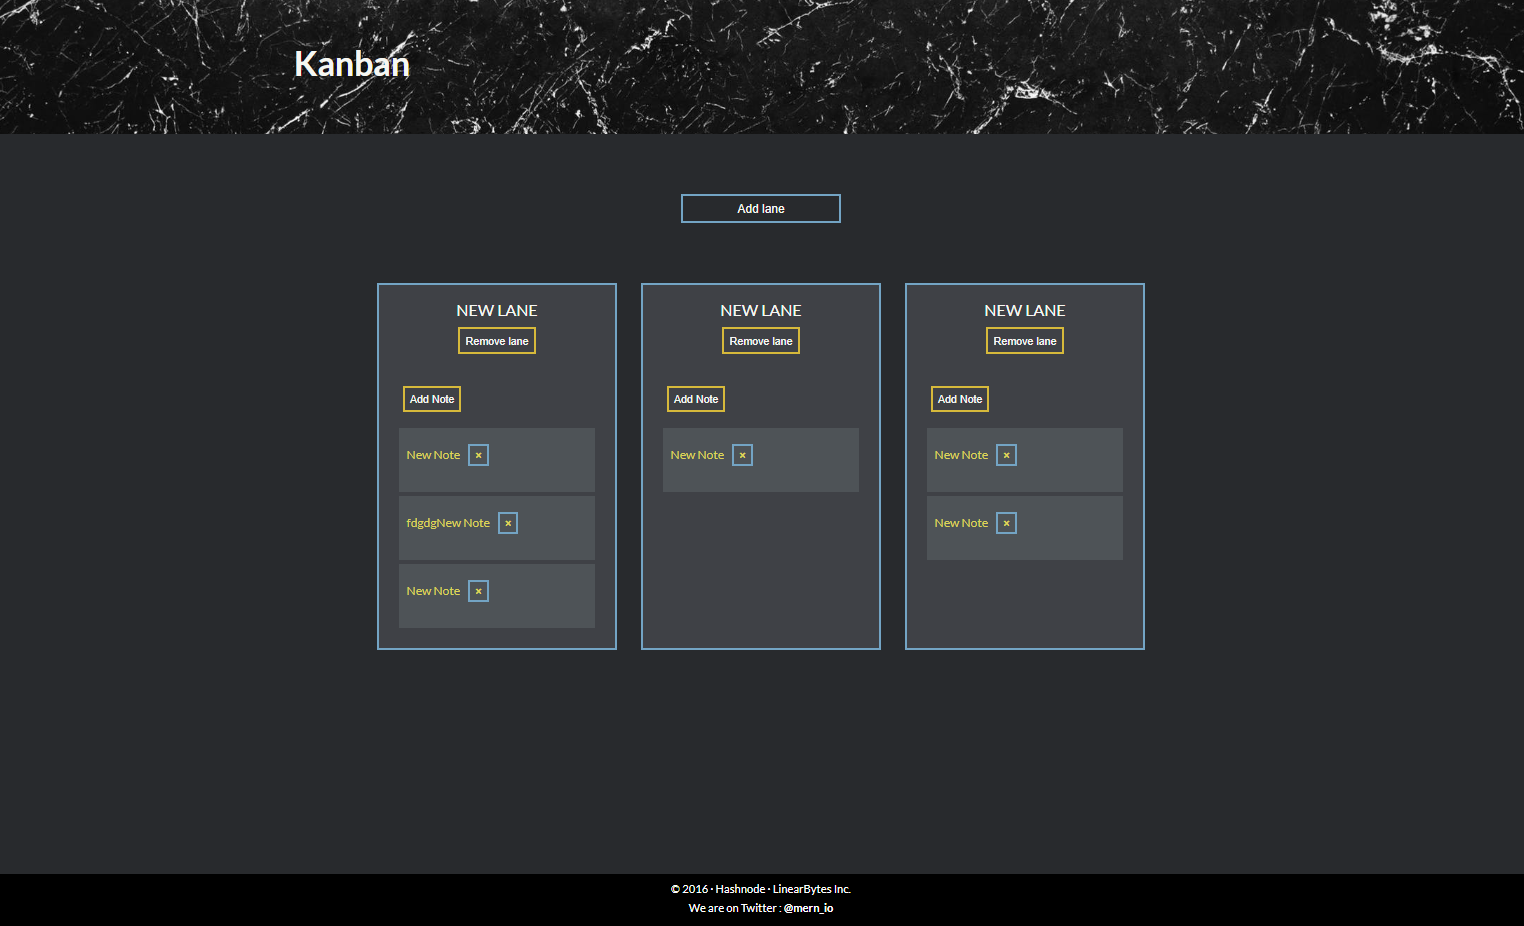 Kanban
Add lane
NEW LANE
Remove lane
Add Note
New Note ×
fdgdgNew Note ×
New Note ×
NEW LANE
Remove lane
Add Note
New Note ×
NEW LANE
Remove lane
Add Note
New Note ×
New Note ×
© 2016 · Hashnode · LinearBytes Inc.
We are on Twitter : @mern_io